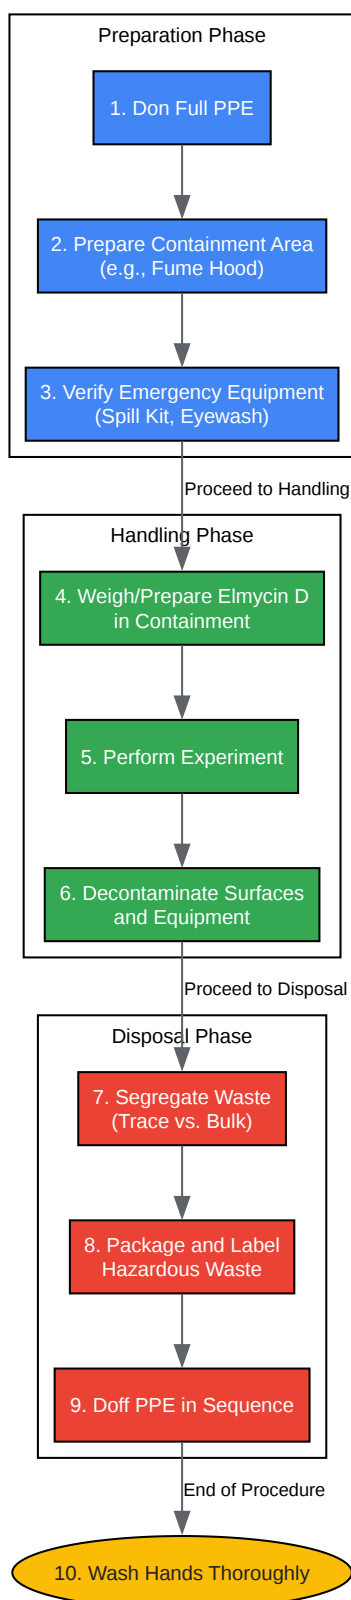 Preparation Phase
1. Don Full PPE
2. Prepare Containment Area
(e.g., Fume Hood)
3. Verify Emergency Equipment
(Spill Kit, Eyewash)
Proceed to Handling
Handling Phase
4. Weigh/Prepare Elmycin D
in Containment
5. Perform Experiment
6. Decontaminate Surfaces
and Equipment
Proceed to Disposal
Disposal Phase
7. Segregate Waste
(Trace vs. Bulk)
8. Package and Label
Hazardous Waste
9. Doff PPE in Sequence
End of Procedure
10. Wash Hands Thoroughly